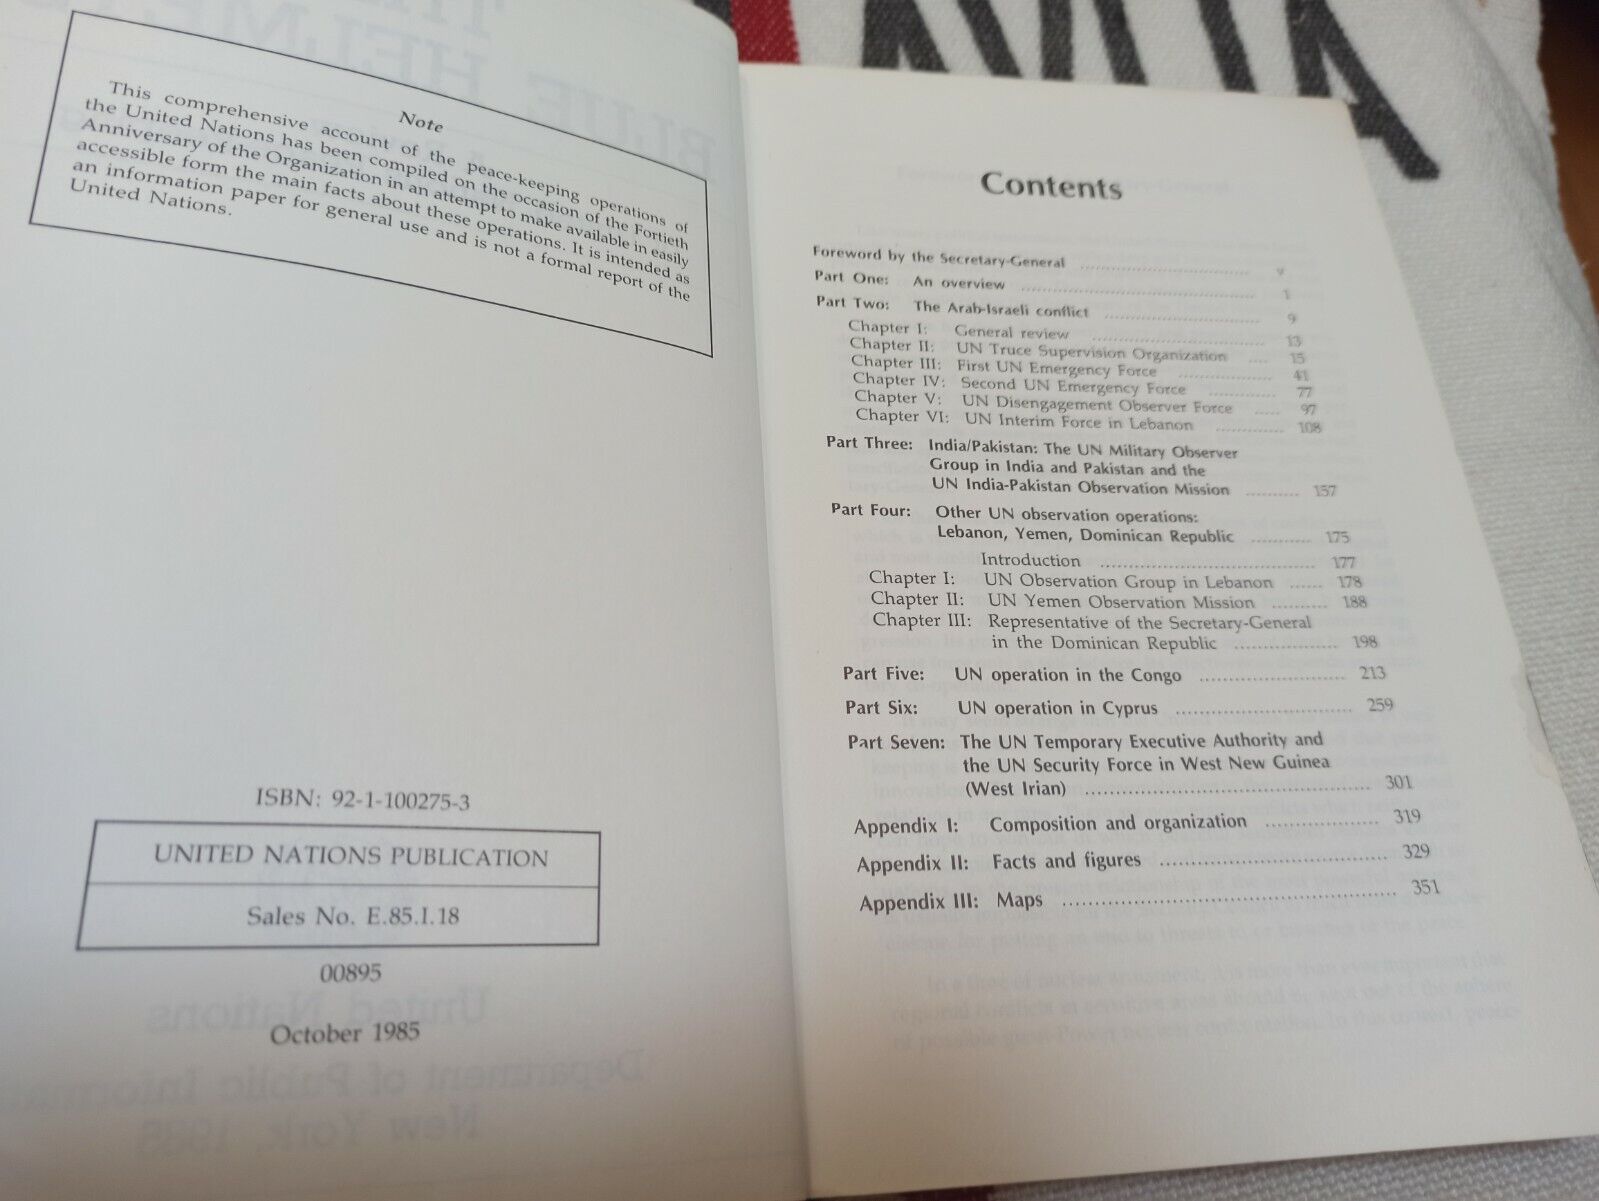 Note
This comprehensive account of the peace-keeping operations of
the United Nations has been compiled on the occasion of the Fortieth
Anniversary of the Organization in an attempt to make available in easily
accessible form the main facts about these operations. It is intended as
an information paper for general use and is not a formal report of the
United Nations.
ISBN: 92-1-100275-3
UNITED NATIONS PUBLICATION
Sales No. E.85.I.18
00895
October 1985
Contents
Foreword by the Secretary-General .......... v
Part One: An overview .......... 1
Part Two: The Arab-Israeli conflict .......... 9
Chapter I: General review .......... 13
Chapter II: UN Truce Supervision Organization .... 15
Chapter III: First UN Emergency Force .......... 41
Chapter IV: Second UN Emergency Force .......... 77
Chapter V: UN Disengagement Observer Force ..... 97
Chapter VI: UN Interim Force in Lebanon .......... 108
Part Three: India/Pakistan: The UN Military Observer
Group in India and Pakistan and the
UN India-Pakistan Observation Mission .......... 157
Part Four: Other UN observation operations:
Lebanon, Yemen, Dominican Republic .......... 175
Introduction .......... 177
Chapter I: UN Observation Group in Lebanon ...... 178
Chapter II: UN Yemen Observation Mission .......... 188
Chapter III: Representative of the Secretary-General
in the Dominican Republic .......... 198
Part Five: UN operation in the Congo .......... 213
Part Six: UN operation in Cyprus .......... 259
Part Seven: The UN Temporary Executive Authority and
the UN Security Force in West New Guinea
(West Irian) .......... 301
Appendix I: Composition and organization .......... 319
Appendix II: Facts and figures .......... 329
Appendix III: Maps .......... 351